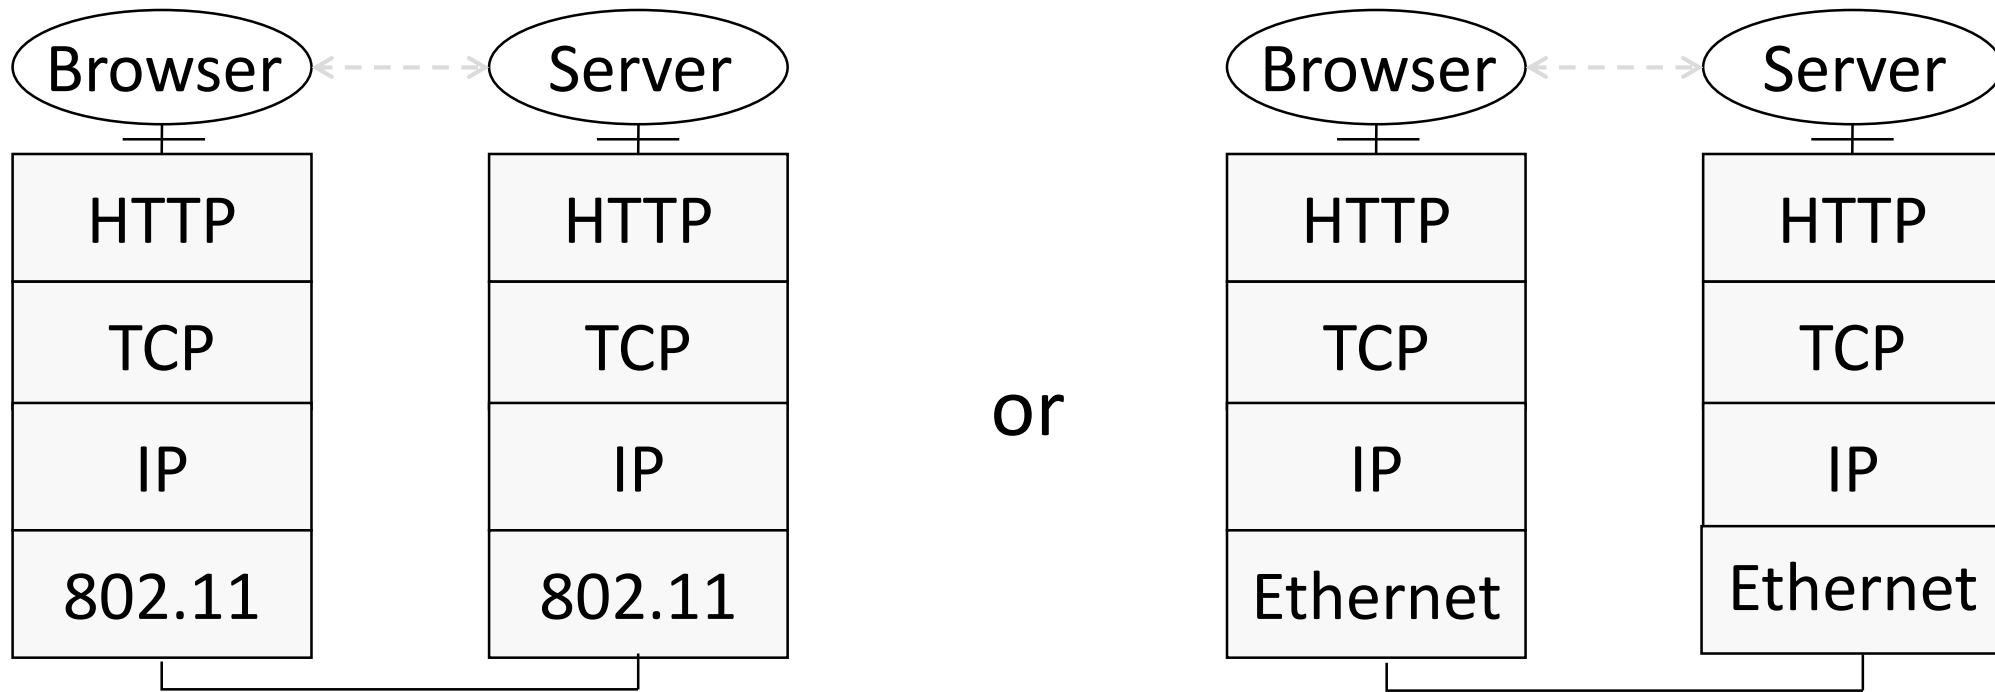 Browser Server Browser Server
HTTP HTTP HTTP HTTP
TCP TCP TCP TCP
or
IP IP IP IP
802.11 802.11 Ethernet Ethernet